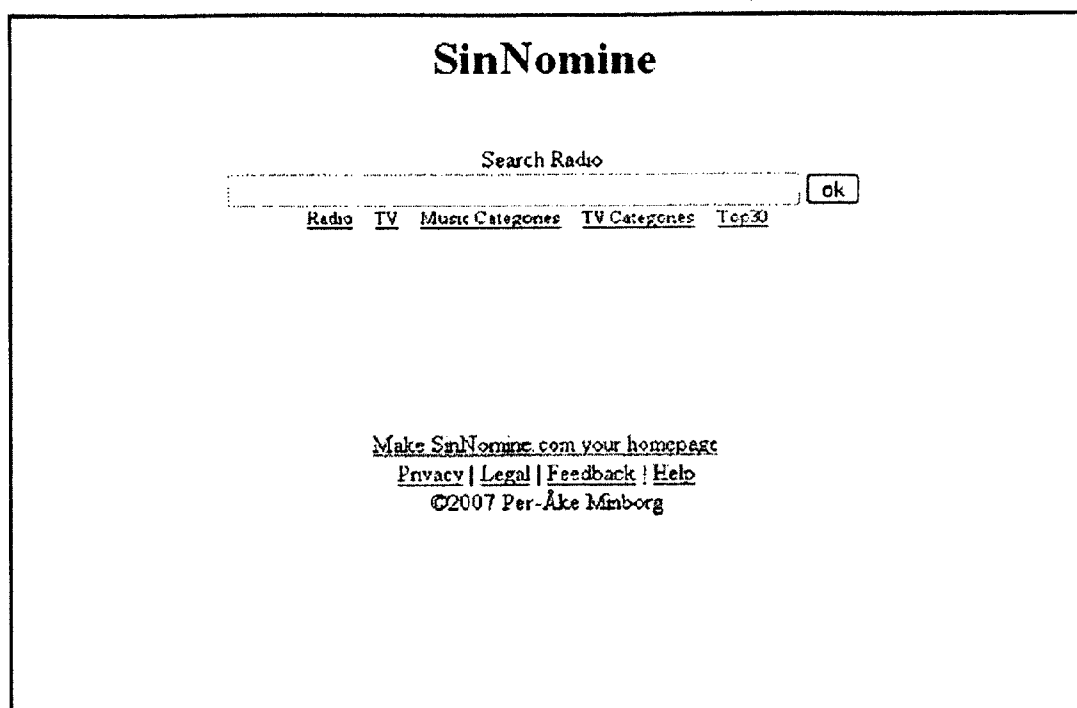 SinNomine
Search Radio
ok
Radio TV Music Categories TV Categories Top30
Make SinNomine.com your homepage
Privacy | Legal | Feedback | Help
©2007 Per-Åke Minborg